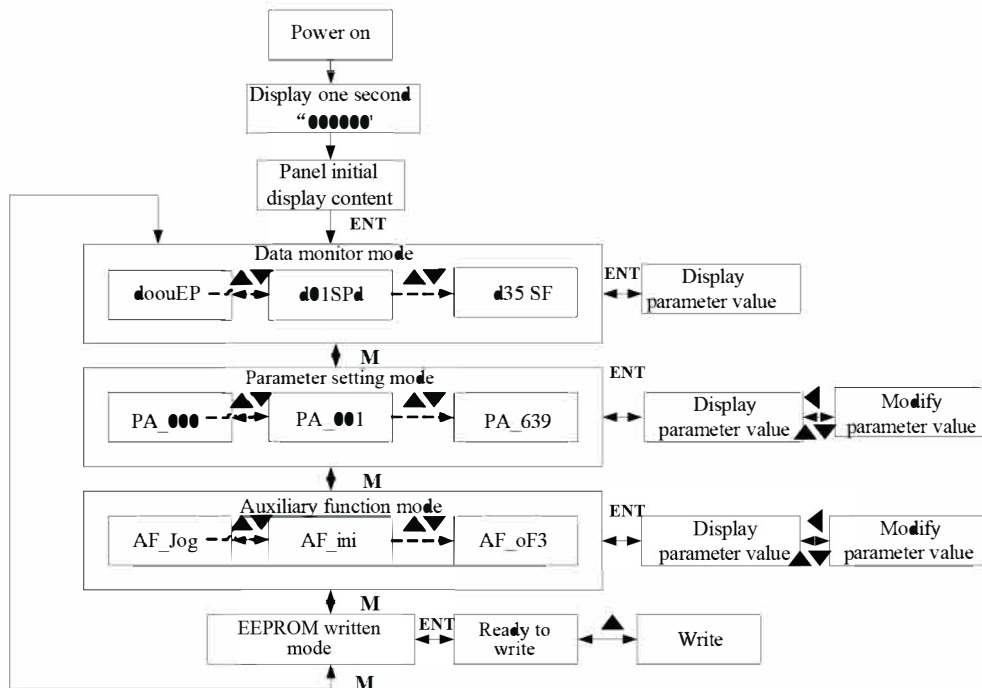 Power on
Display one second
“000000'
Panel initial
display content
ENT
Data monitor mode
doouEP
d01SPd
d35 SF
ENT
Display
parameter value
M
Parameter setting mode
PA_000
PA_001
PA_639
ENT
Display
parameter value
Modify
parameter value
M
Auxiliary function mode
AF_Jog
AF_ini
AF_oF3
ENT
Display
parameter value
Modify
parameter value
M
EEPROM written
mode
ENT
Ready to
write
Write
M